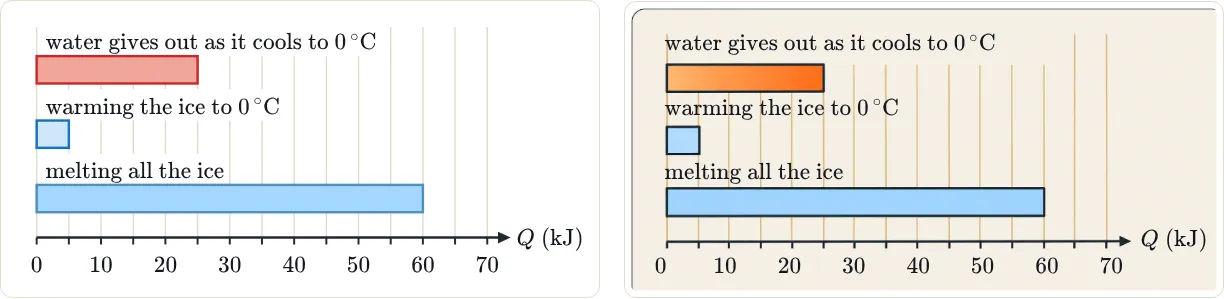 water gives out as it cools to 0 °C
warming the ice to 0 °C
melting all the ice
Q (kJ)
0 10 20 30 40 50 60 70
water gives out as it cools to 0 °C
warming the ice to 0 °C
melting all the ice
Q (kJ)
0 10 20 30 40 50 60 70